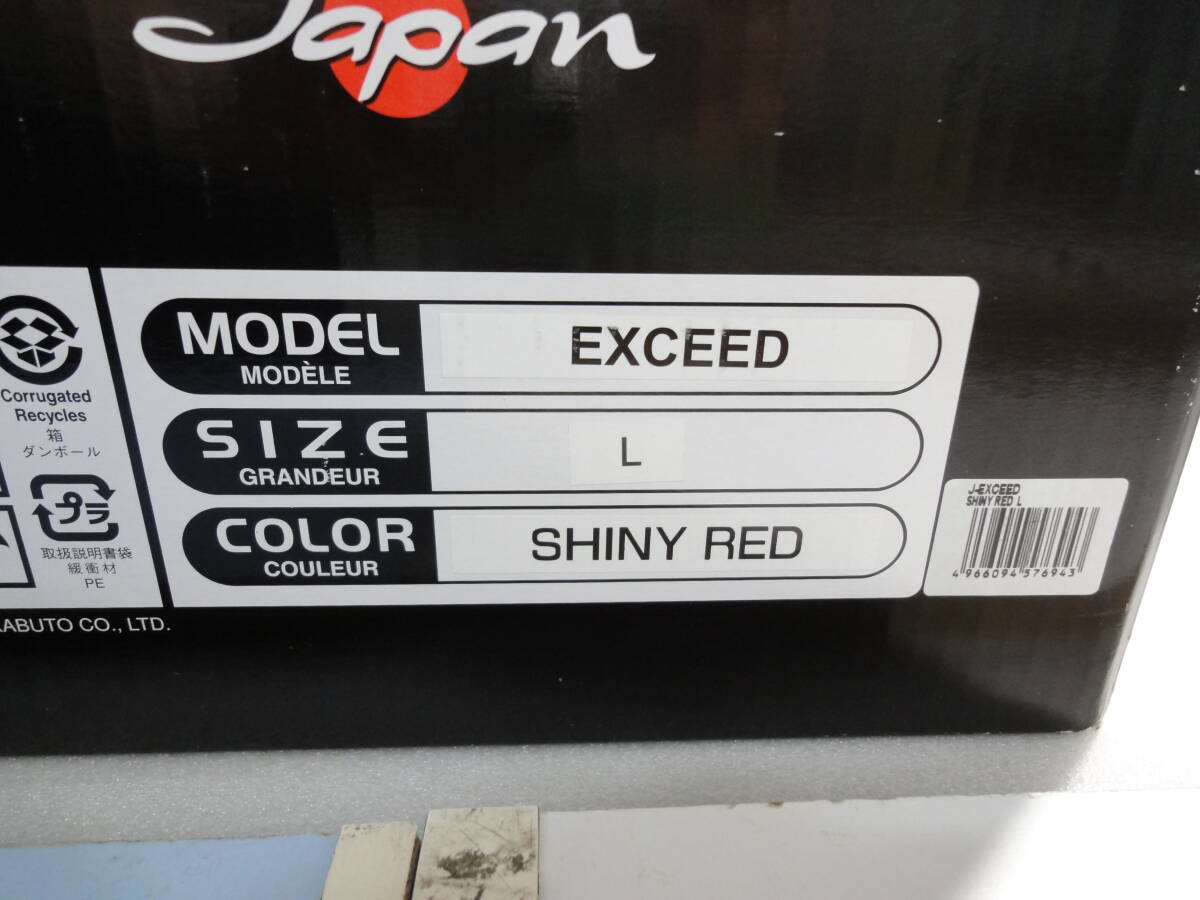 Japan
MODEL
MODÈLE
EXCEED
SIZE
GRANDEUR
L
COLOR
COULEUR
SHINY RED
Corrugated
Recycles
箱
ダンボール
プラ
取扱説明書袋
緩衝材
PE
J-EXCEED
SHINY RED L
4966094576943
KABUTO CO., LTD.